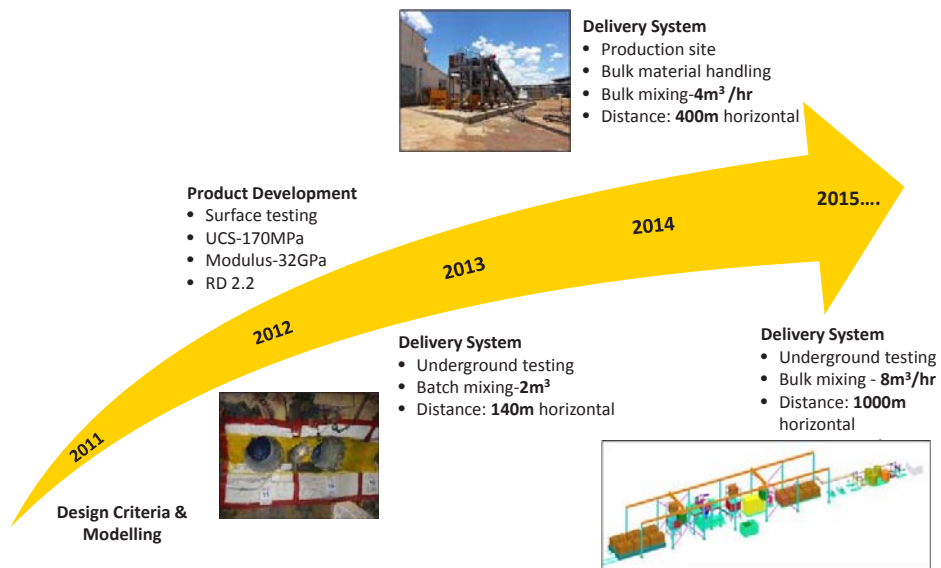 Delivery System
• Production site
• Bulk material handling
• Bulk mixing-4m³/hr
• Distance: 400m horizontal
Product Development
• Surface testing
• UCS-170MPa
• Modulus-32GPa
• RD 2.2
2015....
2014
2013
2012
2011
Delivery System
• Underground testing
• Batch mixing-2m³
• Distance: 140m horizontal
Delivery System
• Underground testing
• Bulk mixing - 8m³/hr
• Distance: 1000m
horizontal
Design Criteria &
Modelling